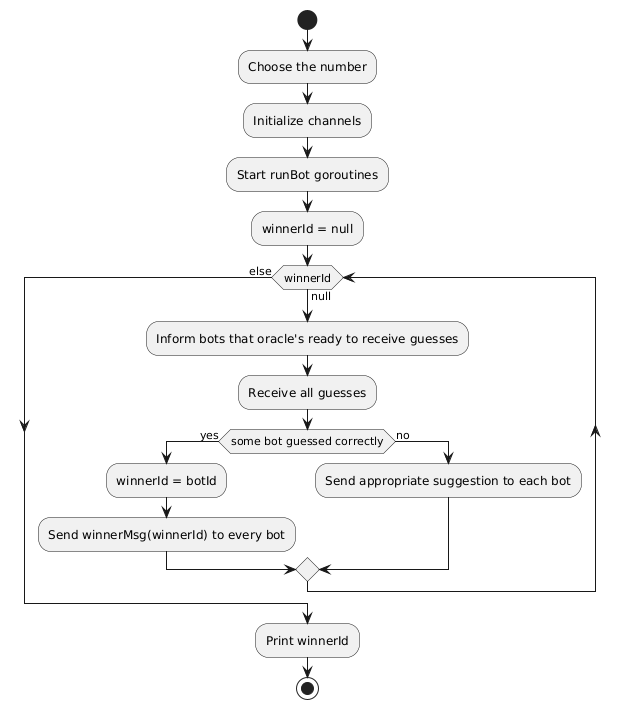 Choose the number
Initialize channels
Start runBot goroutines
winnerId = null
else
winnerId
null
Inform bots that oracle's ready to receive guesses
Receive all guesses
yes
some bot guessed correctly
no
winnerId = botId
Send appropriate suggestion to each bot
Send winnerMsg(winnerId) to every bot
Print winnerId